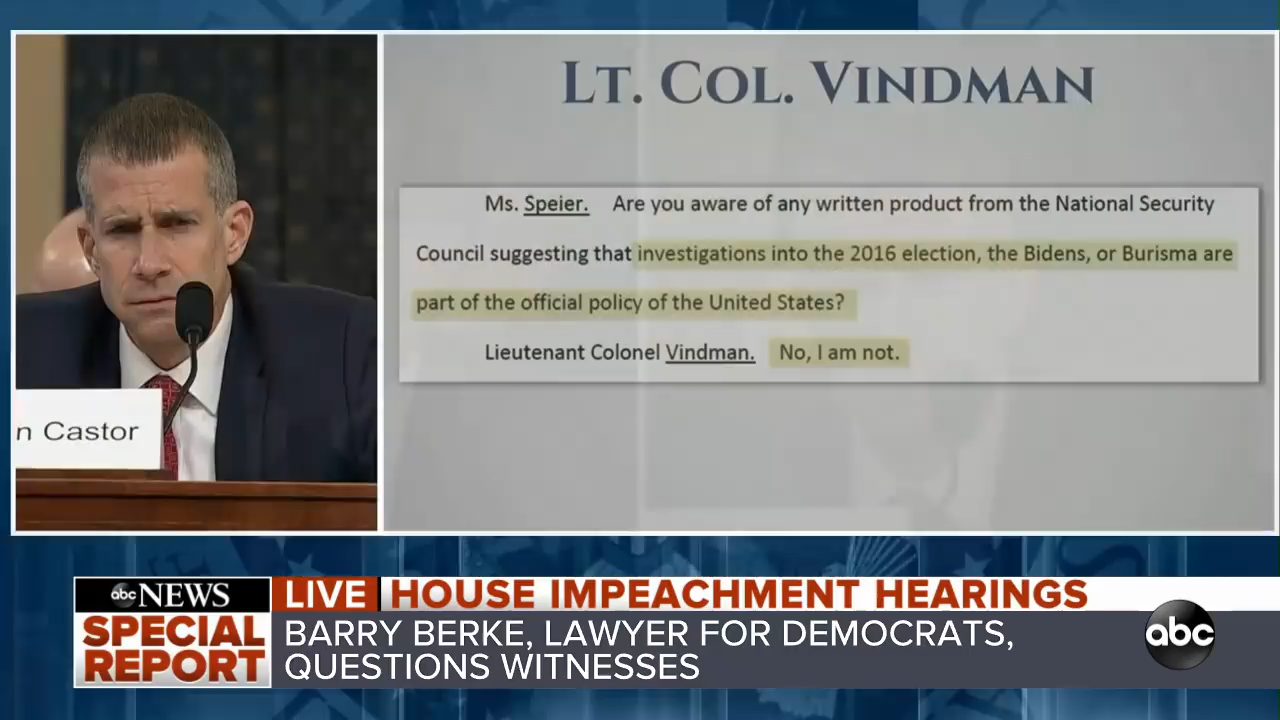 LT. COL. VINDMAN
Ms. Speier. Are you aware of any written product from the National Security
Council suggesting that investigations into the 2016 election, the Bidens, or Burisma are
part of the official policy of the United States?
Lieutenant Colonel Vindman. No, I am not.
n Castor
abc NEWS
SPECIAL
REPORT
LIVE HOUSE IMPEACHMENT HEARINGS
BARRY BERKE, LAWYER FOR DEMOCRATS,
QUESTIONS WITNESSES
abc